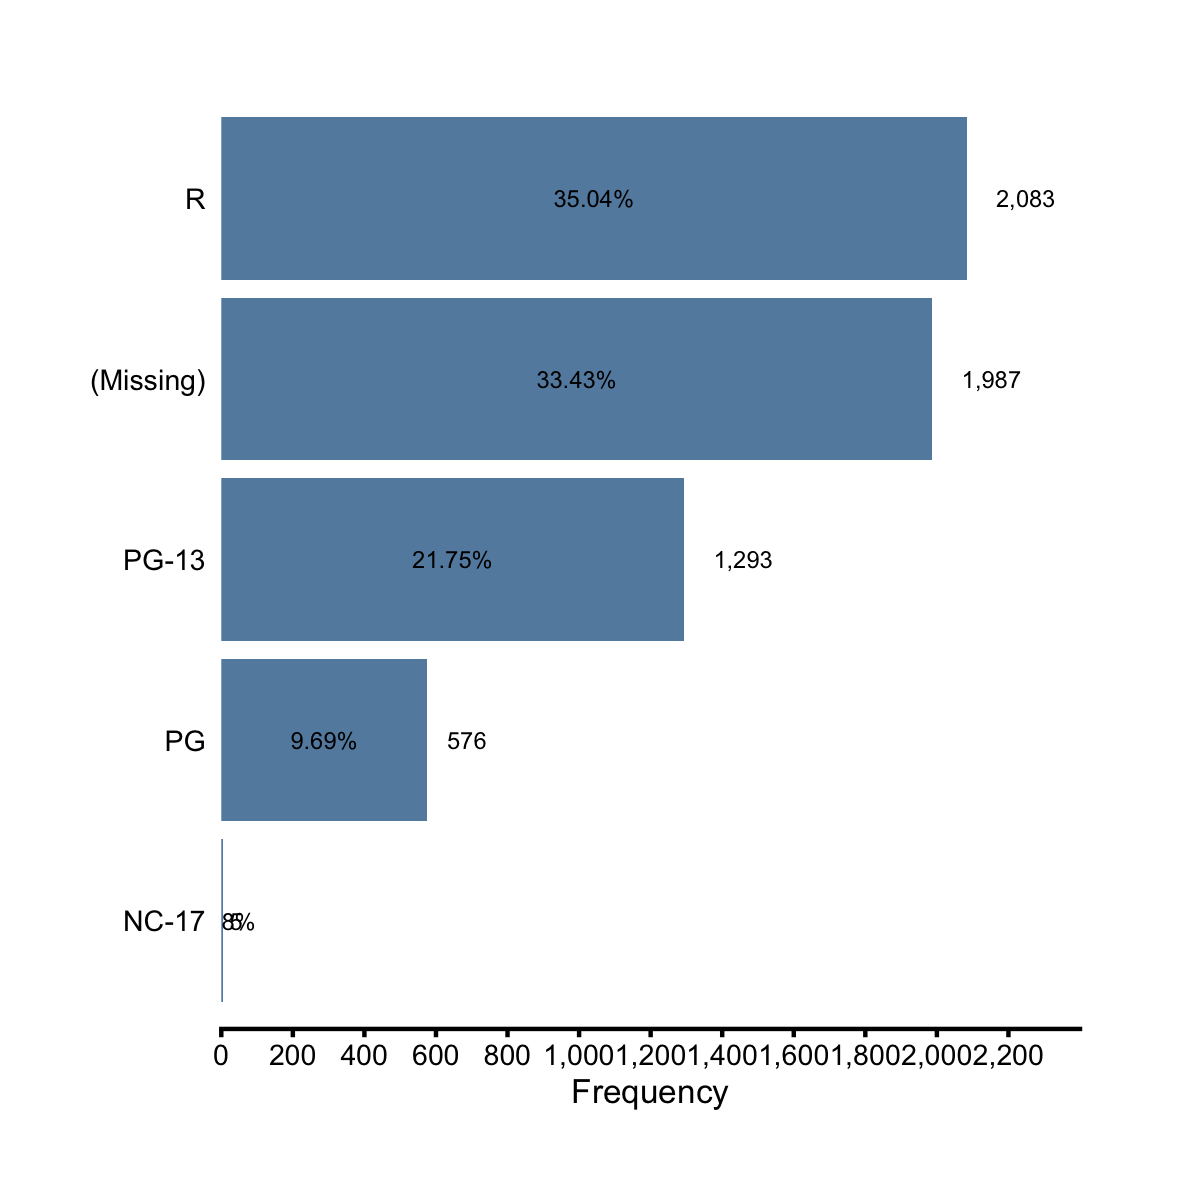 R 35.04% 2,083
(Missing) 33.43% 1,987
PG-13 21.75% 1,293
PG 9.69% 576
NC-17
0 200 400 600 800 1,000 1,200 1,400 1,600 1,800 2,000 2,200
Frequency